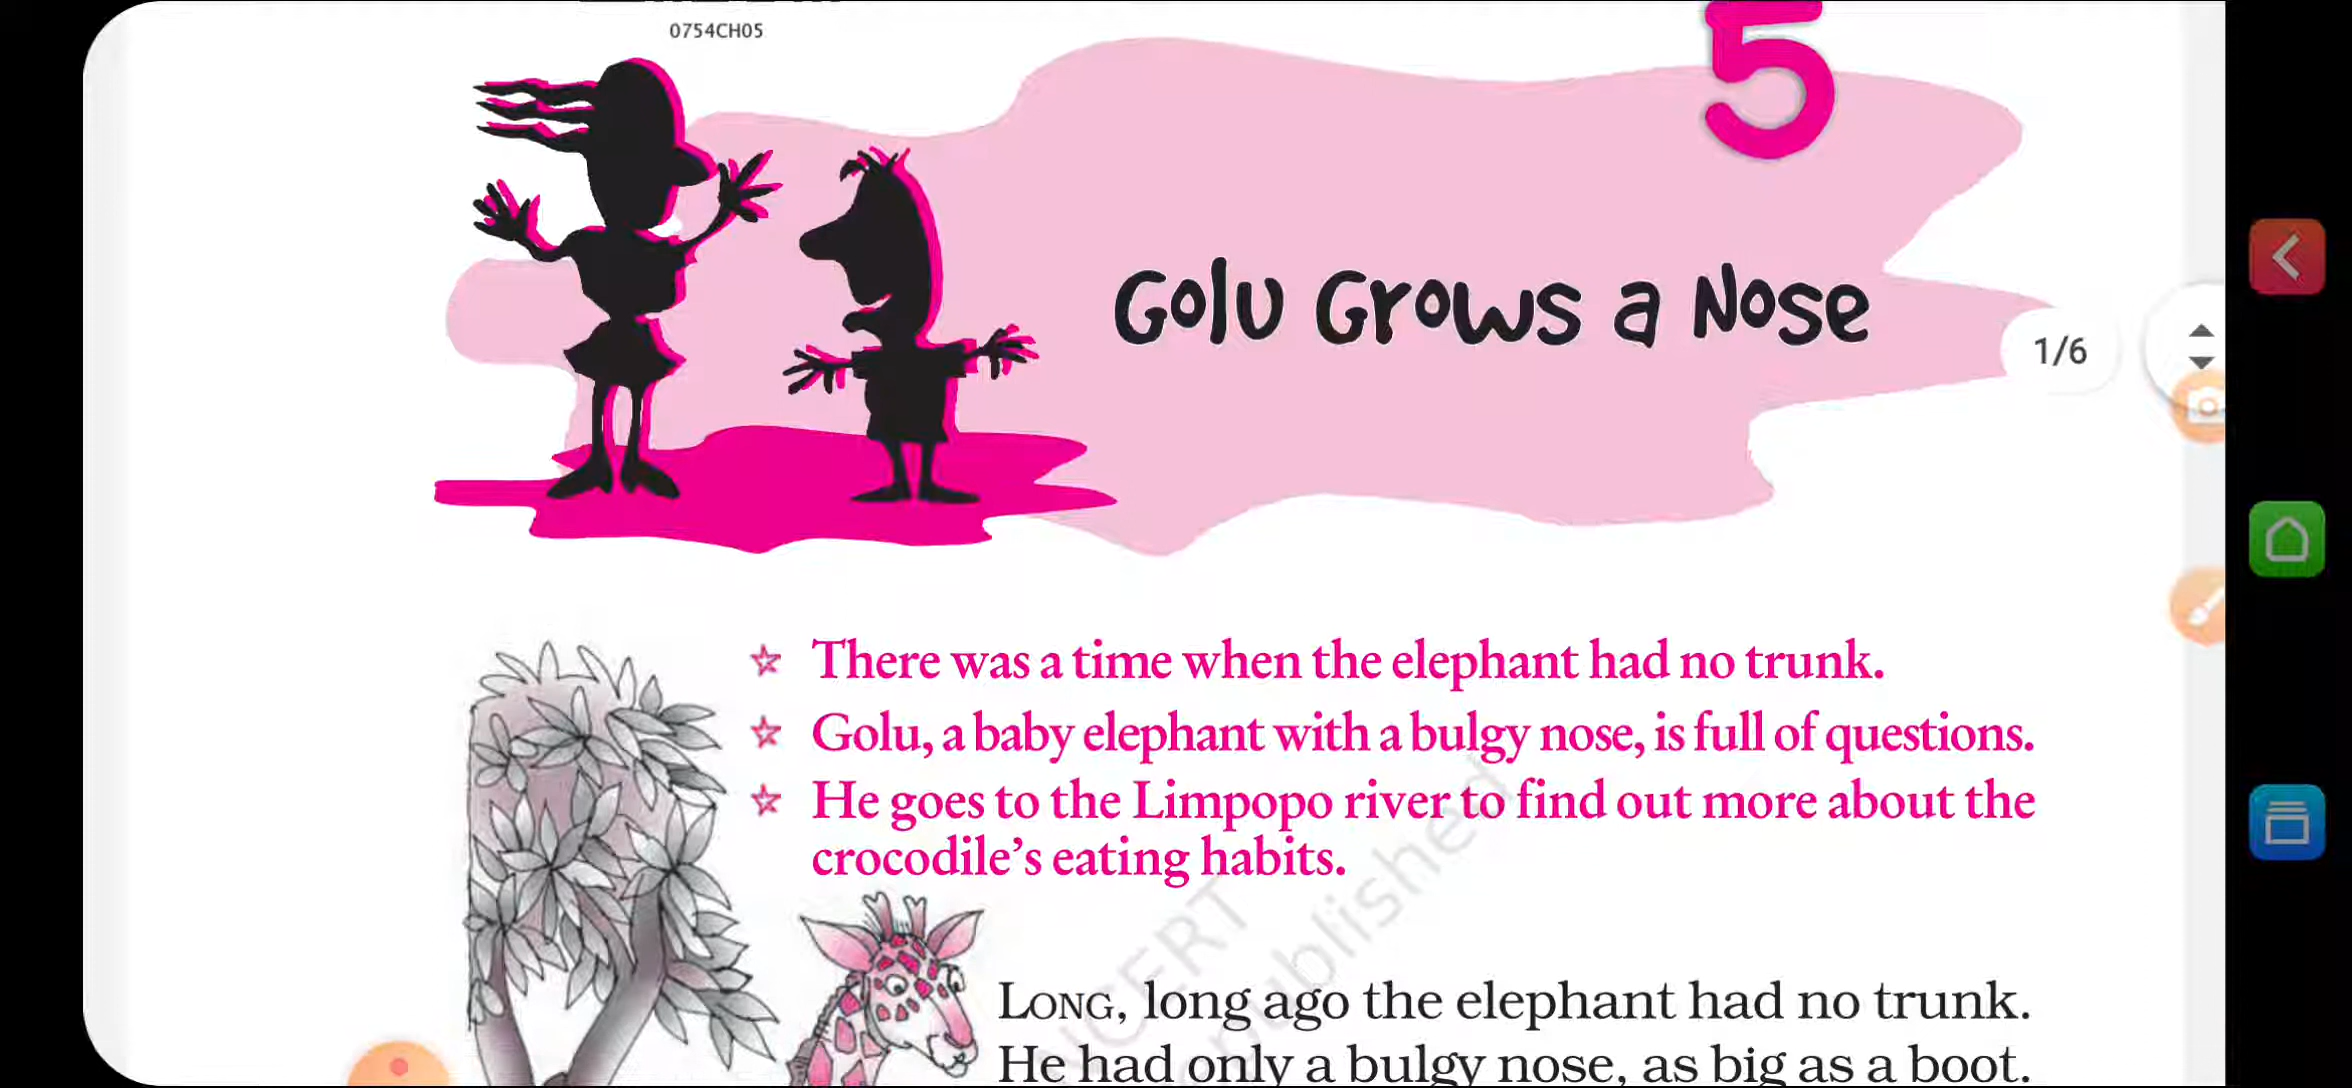 0754CH05
5
Golu Grows a Nose
1/6
There was a time when the elephant had no trunk.
Golu, a baby elephant with a bulgy nose, is full of questions.
He goes to the Limpopo river to find out more about the
crocodile's eating habits.
NCERT
republished
LONG, long ago the elephant had no trunk.
He had only a bulgy nose, as big as a boot.